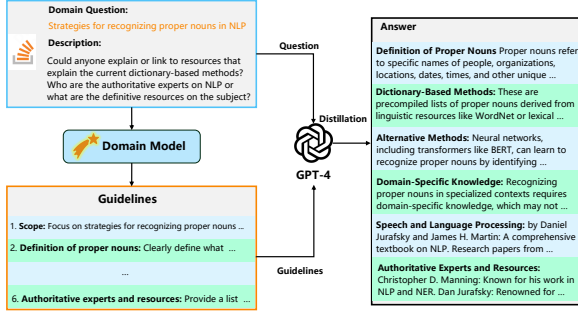 Domain Question:
Strategies for recognizing proper nouns in NLP
Description:
Could anyone explain or link to resources that
explain the current dictionary-based methods?
Who are the authoritative experts on NLP or
what are the definitive resources on the subject?
Domain Model
Guidelines
1. Scope: Focus on strategies for recognizing proper nouns ...
2. Definition of proper nouns: Clearly define what ...
...
6. Authoritative experts and resources: Provide a list ...
Question
Distillation
GPT-4
Guidelines
Answer
Definition of Proper Nouns Proper nouns refer
to specific names of people, organizations,
locations, dates, times, and other unique ...
Dictionary-Based Methods: These are
precompiled lists of proper nouns derived from
linguistic resources like WordNet or lexical ...
Alternative Methods: Neural networks,
including transformers like BERT, can learn to
recognize proper nouns by identifying ...
Domain-Specific Knowledge: Recognizing
proper nouns in specialized contexts requires
domain-specific knowledge, which may not ...
Speech and Language Processing: by Daniel
Jurafsky and James H. Martin: A comprehensive
textbook on NLP. Research papers from ...
Authoritative Experts and Resources:
Christopher D. Manning: Known for his work in
NLP and NER. Dan Jurafsky: Renowned for ...